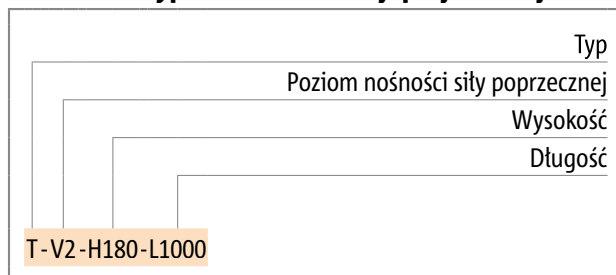 Typ
Poziom nośności siły poprzecznej
Wysokość
Długość
T-V2-H180-L1000